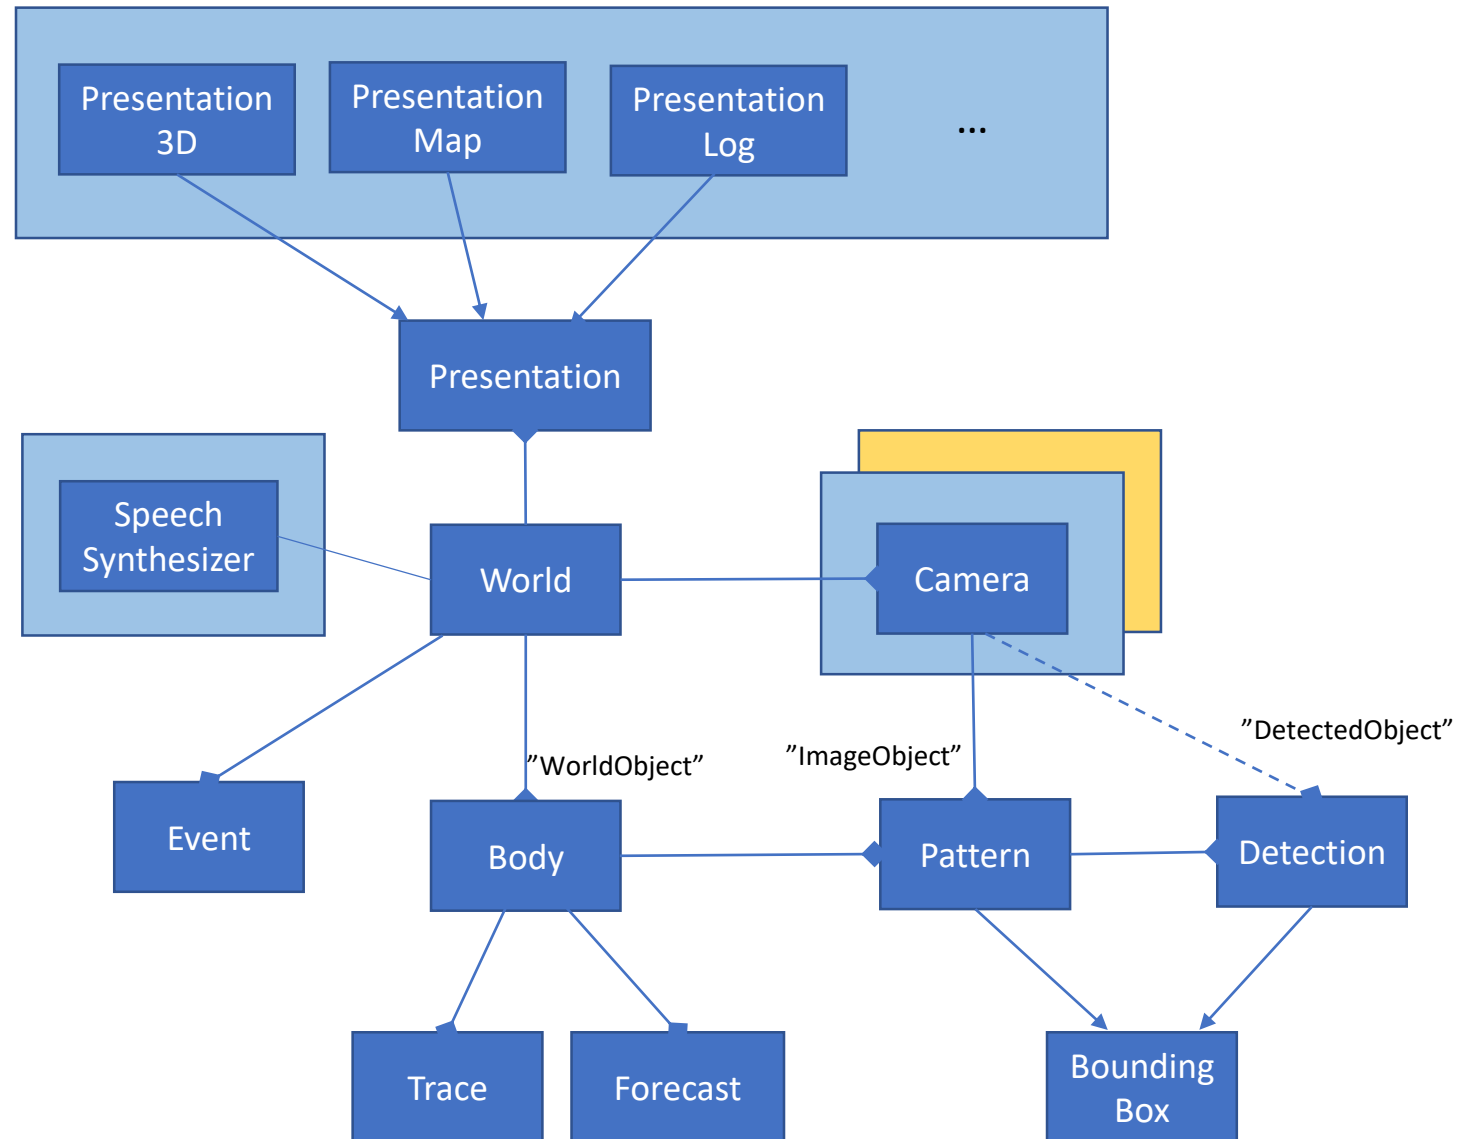 Presentation
3D
Presentation
Map
Presentation
Log
...
Presentation
Speech
Synthesizer
World
Camera
”WorldObject”
”ImageObject”
”DetectedObject”
Event
Body
Pattern
Detection
Trace
Forecast
Bounding
Box